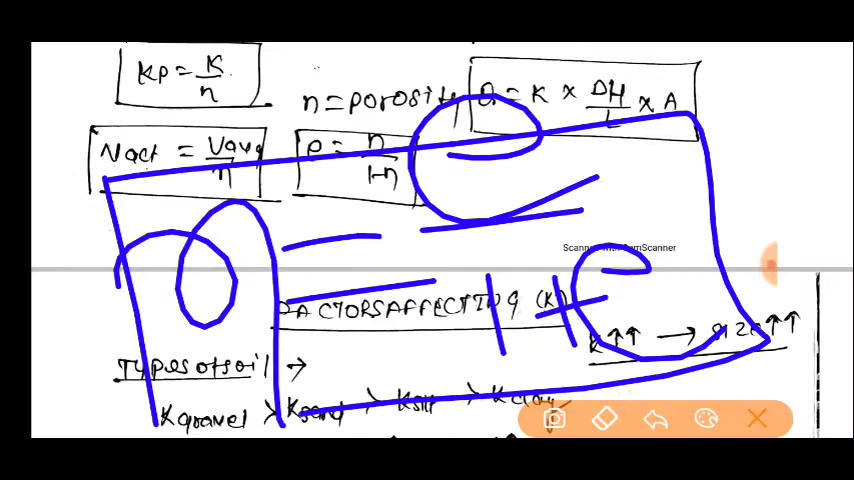 Kp = K/n
n = porosity
Q = K × ΔH/L × A
Vact = Vavg/n
e = n/1-n
n = e/1+e
Scanned with CamScanner
FACTORS AFFECTING (K)
K↑↑ → size↑↑
Types of soil →
Kgravel > Ksand > Ksilt > Kclay